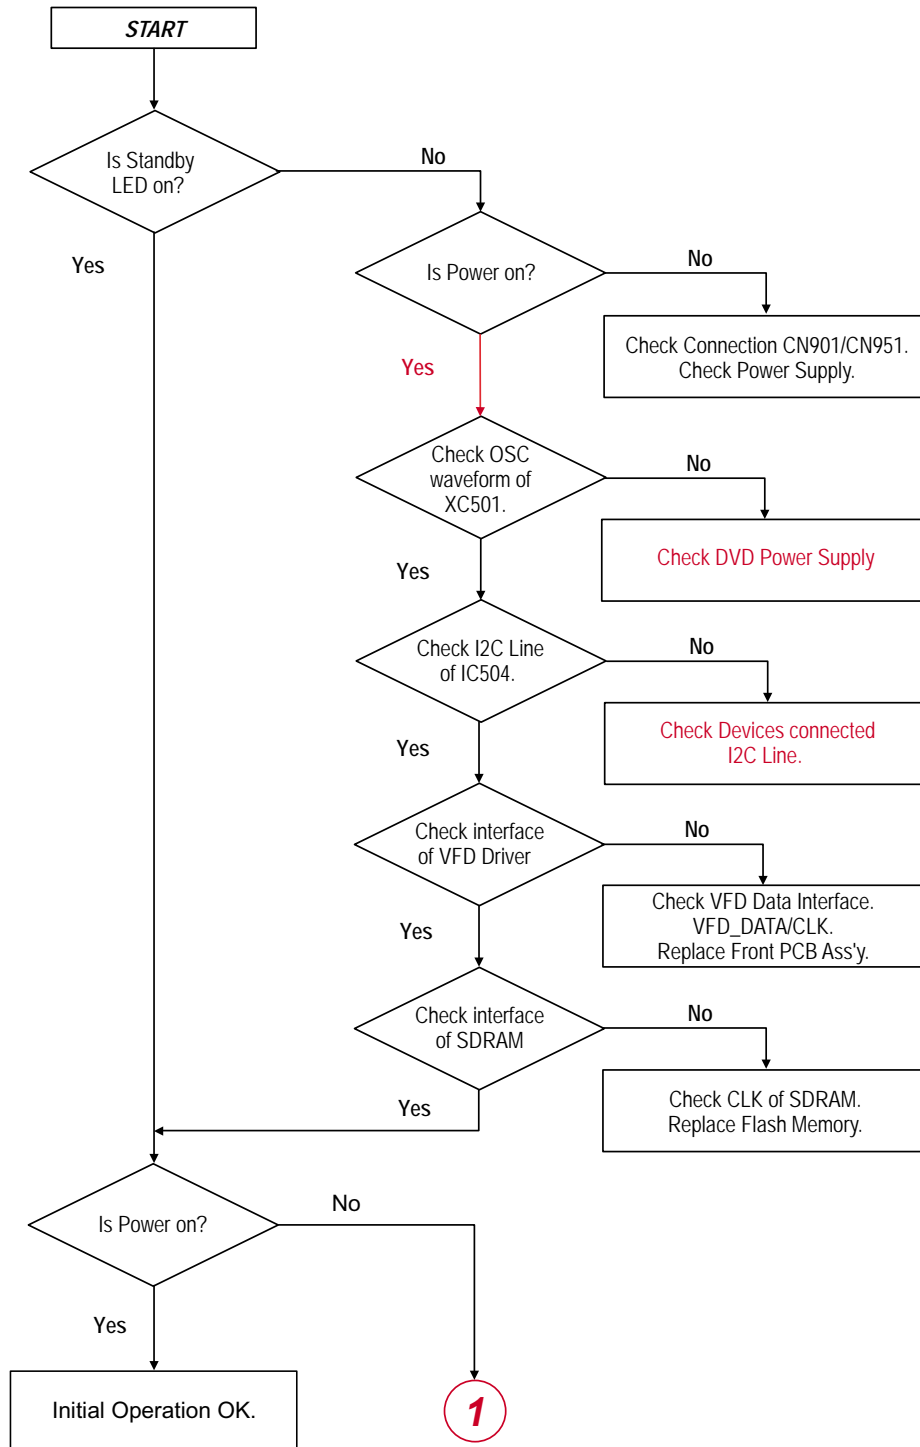 START
Is Standby
LED on?
No
Yes
Is Power on?
No
Check Connection CN901/CN951.
Check Power Supply.
Yes
Check OSC
waveform of
XC501.
No
Check DVD Power Supply
Yes
Check I2C Line
of IC504.
No
Check Devices connected
I2C Line.
Yes
Check interface
of VFD Driver
No
Check VFD Data Interface.
VFD_DATA/CLK.
Replace Front PCB Ass'y.
Yes
Check interface
of SDRAM
No
Check CLK of SDRAM.
Replace Flash Memory.
Yes
Is Power on?
No
Yes
Initial Operation OK.
1